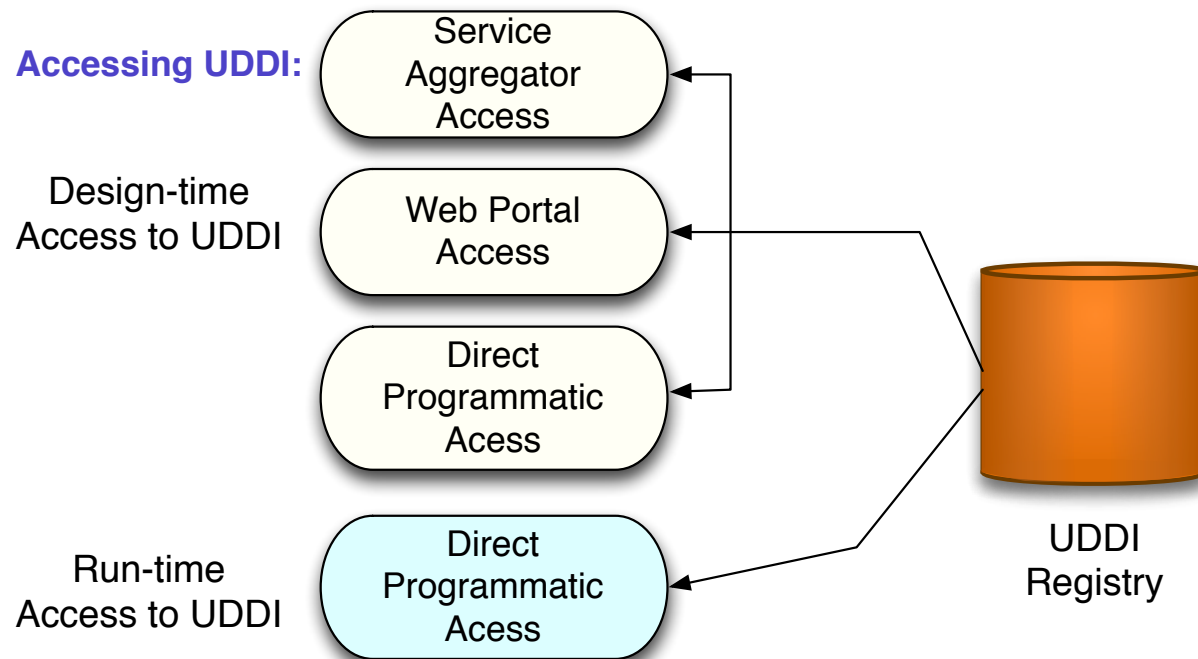 Accessing UDDI:
Service
Aggregator
Access
Design-time
Access to UDDI
Web Portal
Access
Direct
Programmatic
Acess
Run-time
Access to UDDI
Direct
Programmatic
Acess
UDDI
Registry